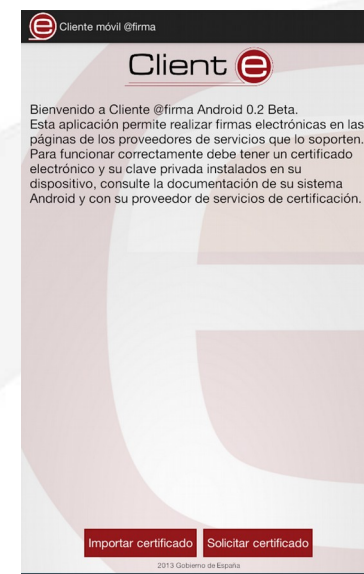 Cliente móvil @firma
Client e
Bienvenido a Cliente @firma Android 0.2 Beta.
Esta aplicación permite realizar firmas electrónicas en las
páginas de los proveedores de servicios que lo soporten.
Para funcionar correctamente debe tener un certificado
electrónico y su clave privada instalados en su
dispositivo, consulte la documentación de su sistema
Android y con su proveedor de servicios de certificación.
Importar certificado Solicitar certificado
2013 Gobierno de España